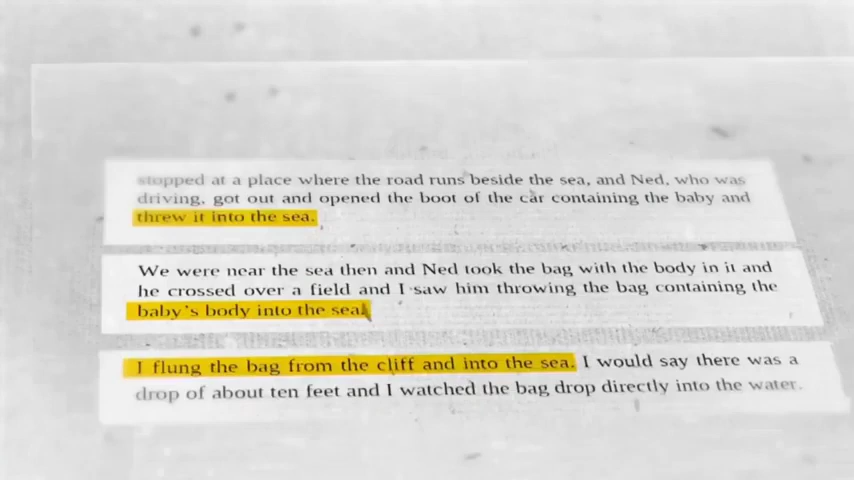 stopped at a place where the road runs beside the sea, and Ned, who was
driving, got out and opened the boot of the car containing the baby and
threw it into the sea.
We were near the sea then and Ned took the bag with the body in it and
he crossed over a field and I saw him throwing the bag containing the
baby's body into the sea.
I flung the bag from the cliff and into the sea. I would say there was a
drop of about ten feet and I watched the bag drop directly into the water.